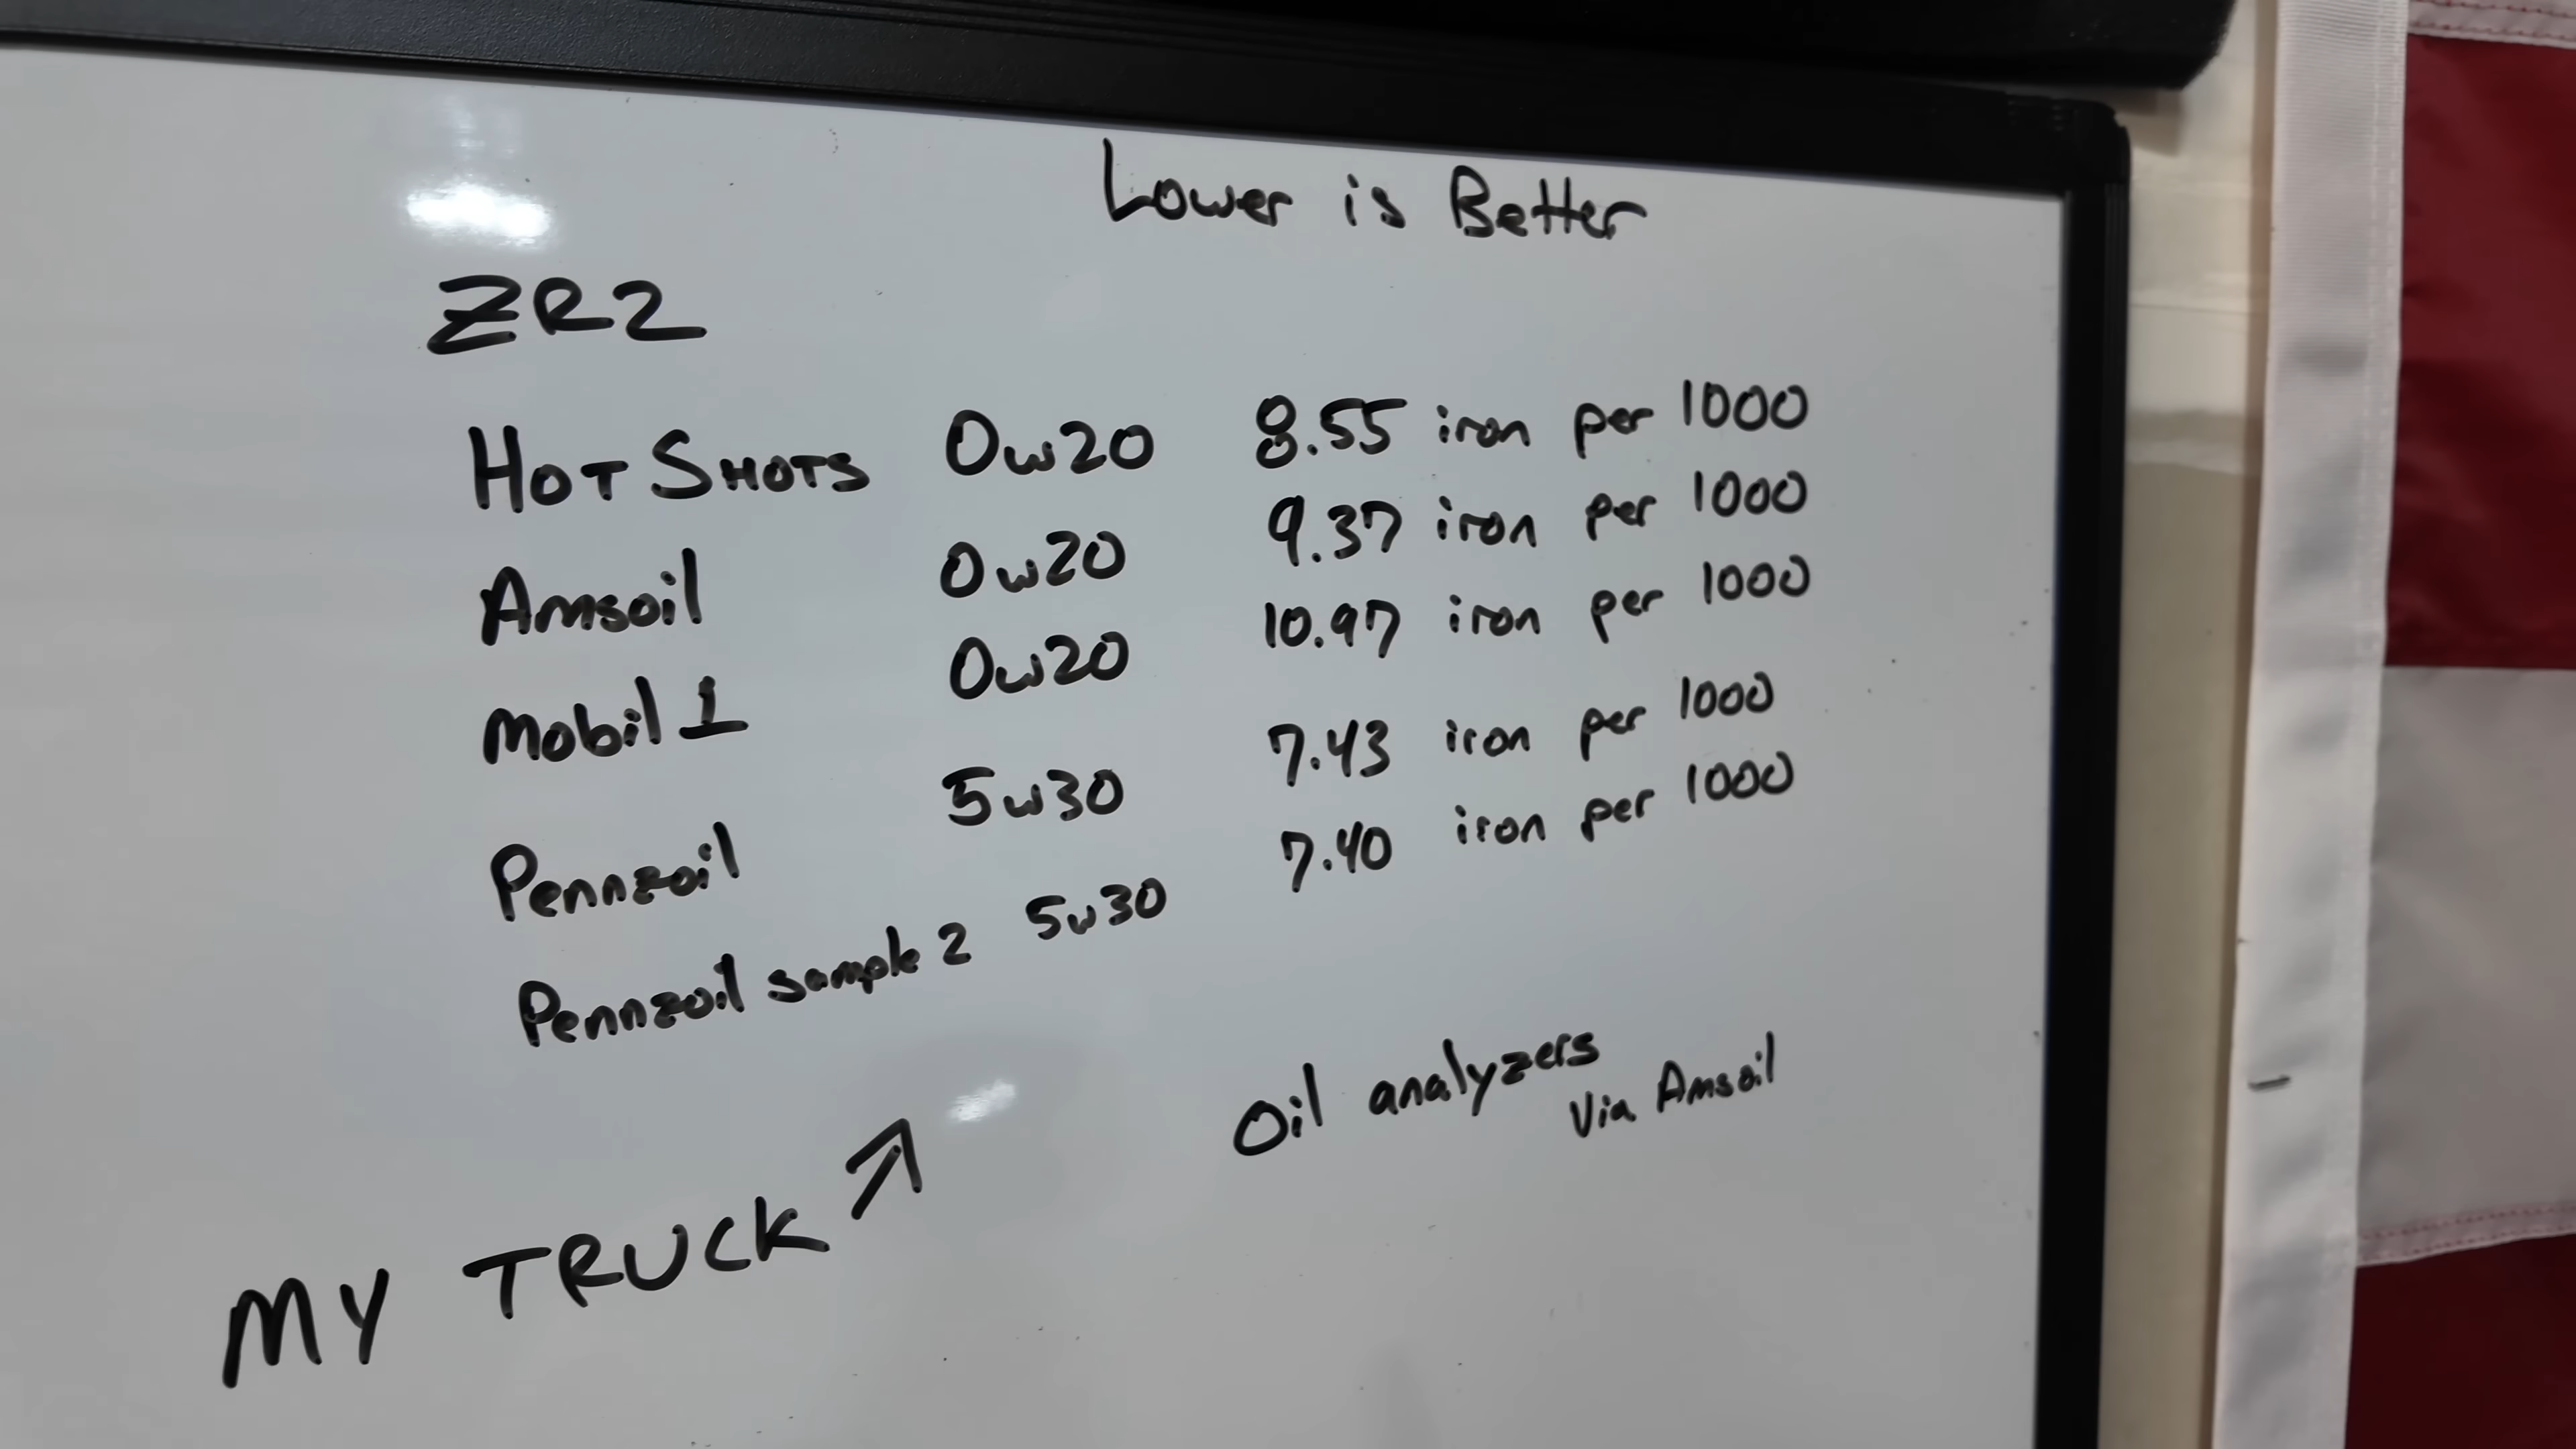 Lower is Better
ZR2
HOT SHOTS 0w20 8.55 iron per 1000
Amsoil 0w20 9.37 iron per 1000
Mobil 1 0w20 10.97 iron per 1000
Pennzoil 5w30 7.43 iron per 1000
Pennzoil sample 2 5w30 7.40 iron per 1000
Oil analyzers
Via Amsoil
MY TRUCK ↗